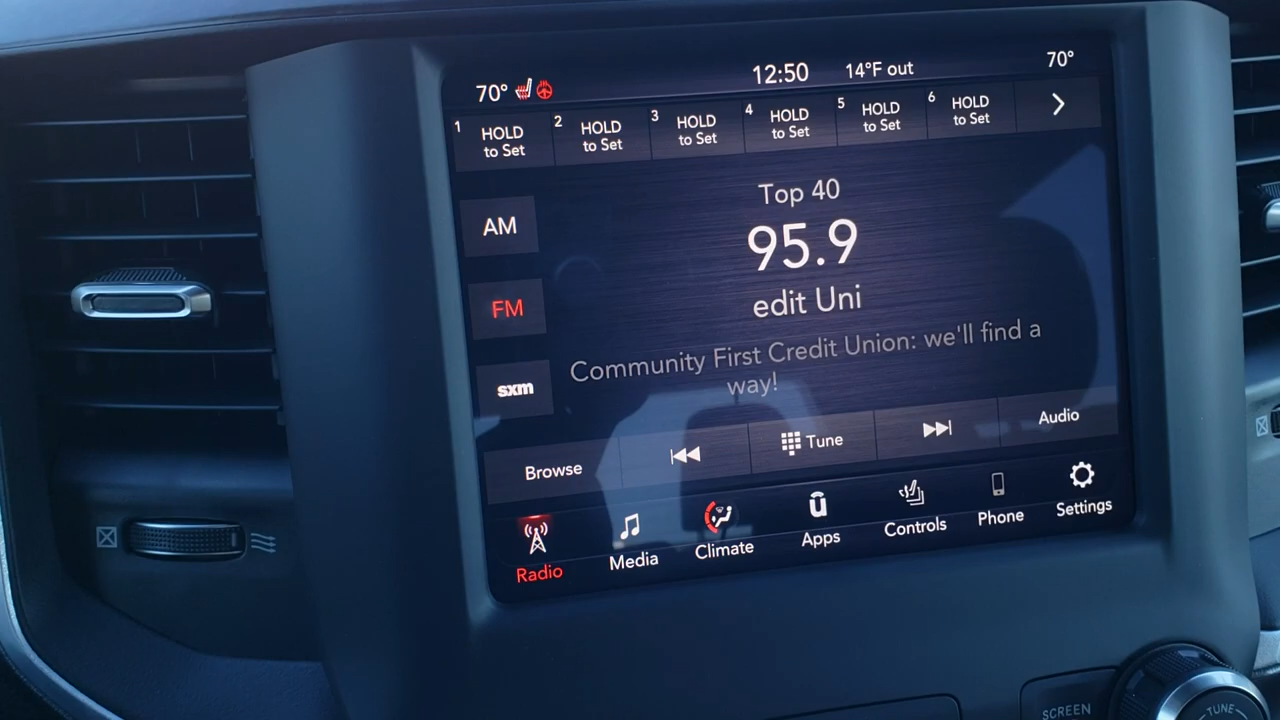 70° 12:50 14°F out 70°
1 HOLD to Set
2 HOLD to Set
3 HOLD to Set
4 HOLD to Set
5 HOLD to Set
6 HOLD to Set
Top 40
AM
95.9
FM
edit Uni
Community First Credit Union: we'll find a
way!
sxm
Browse Tune Audio
Radio Media Climate Apps Controls Phone Settings
SCREEN TUNE